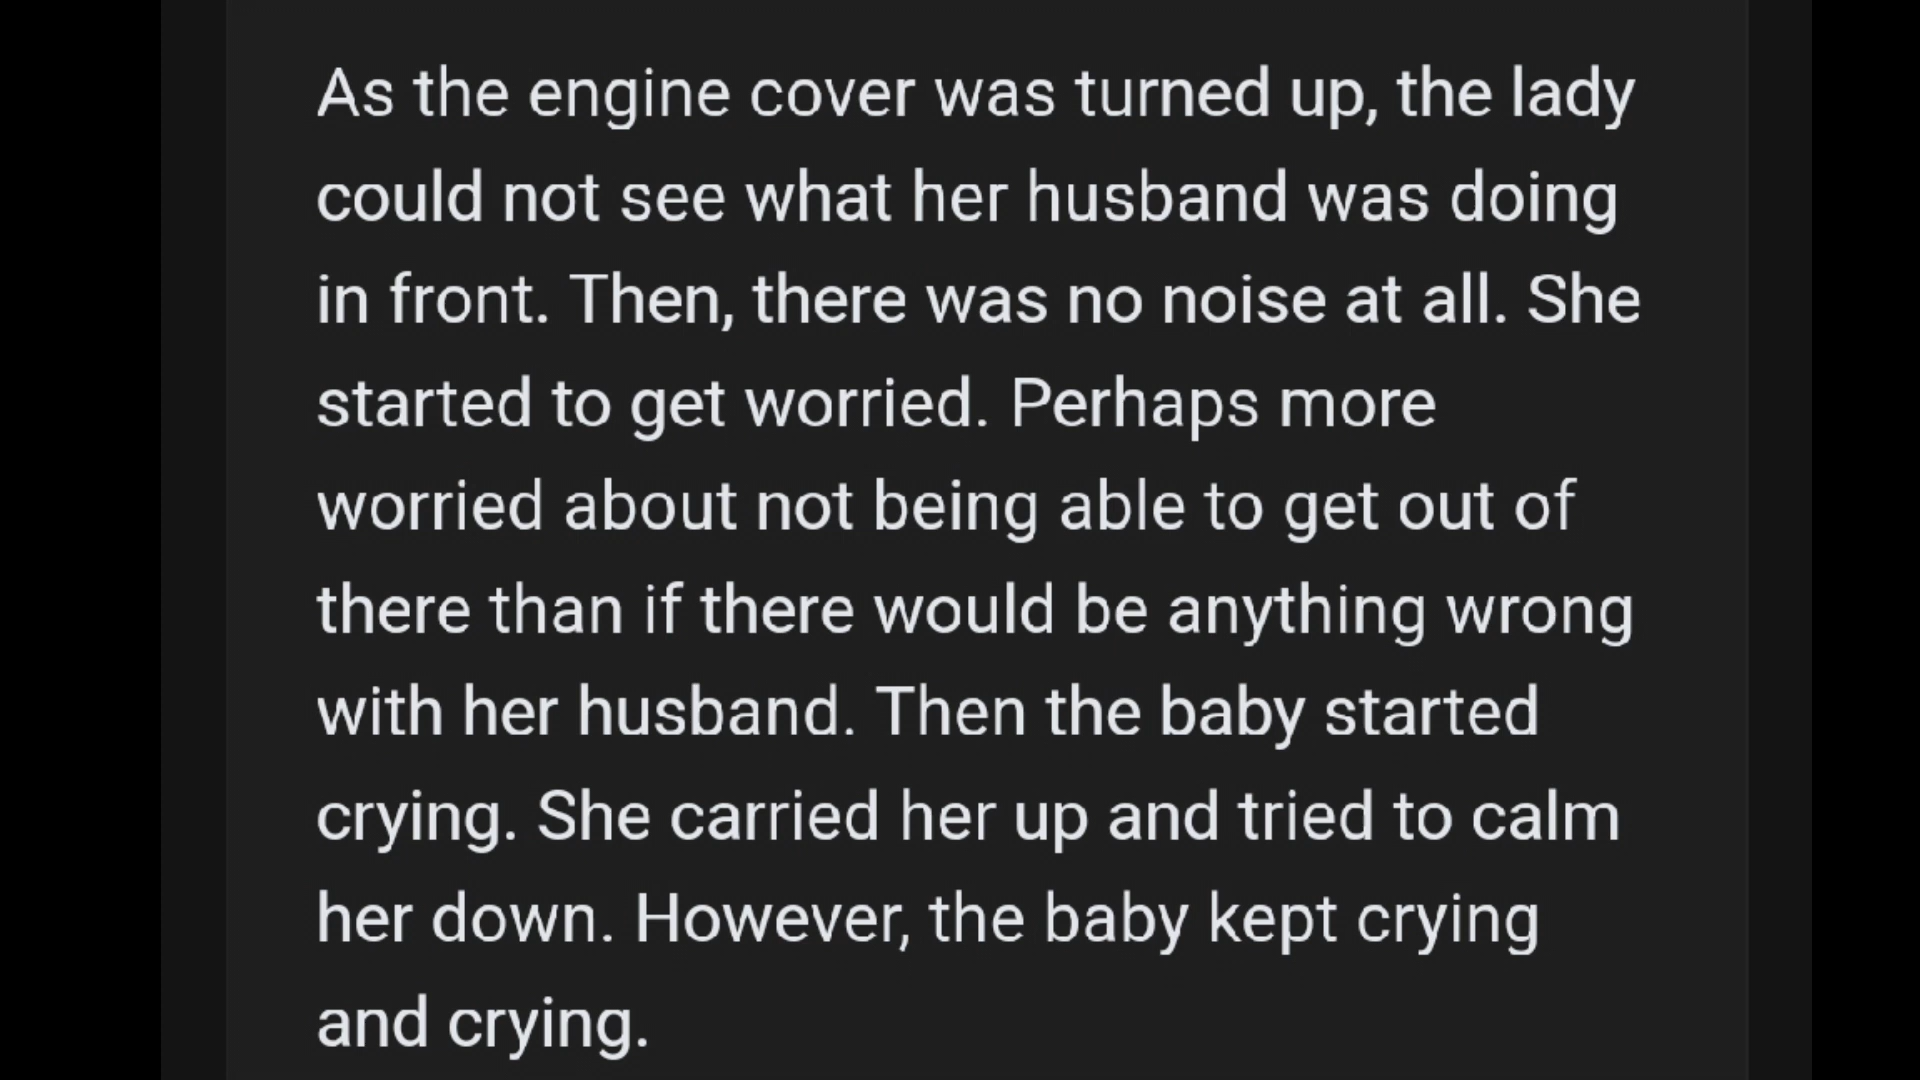 As the engine cover was turned up, the lady
could not see what her husband was doing
in front. Then, there was no noise at all. She
started to get worried. Perhaps more
worried about not being able to get out of
there than if there would be anything wrong
with her husband. Then the baby started
crying. She carried her up and tried to calm
her down. However, the baby kept crying
and crying.